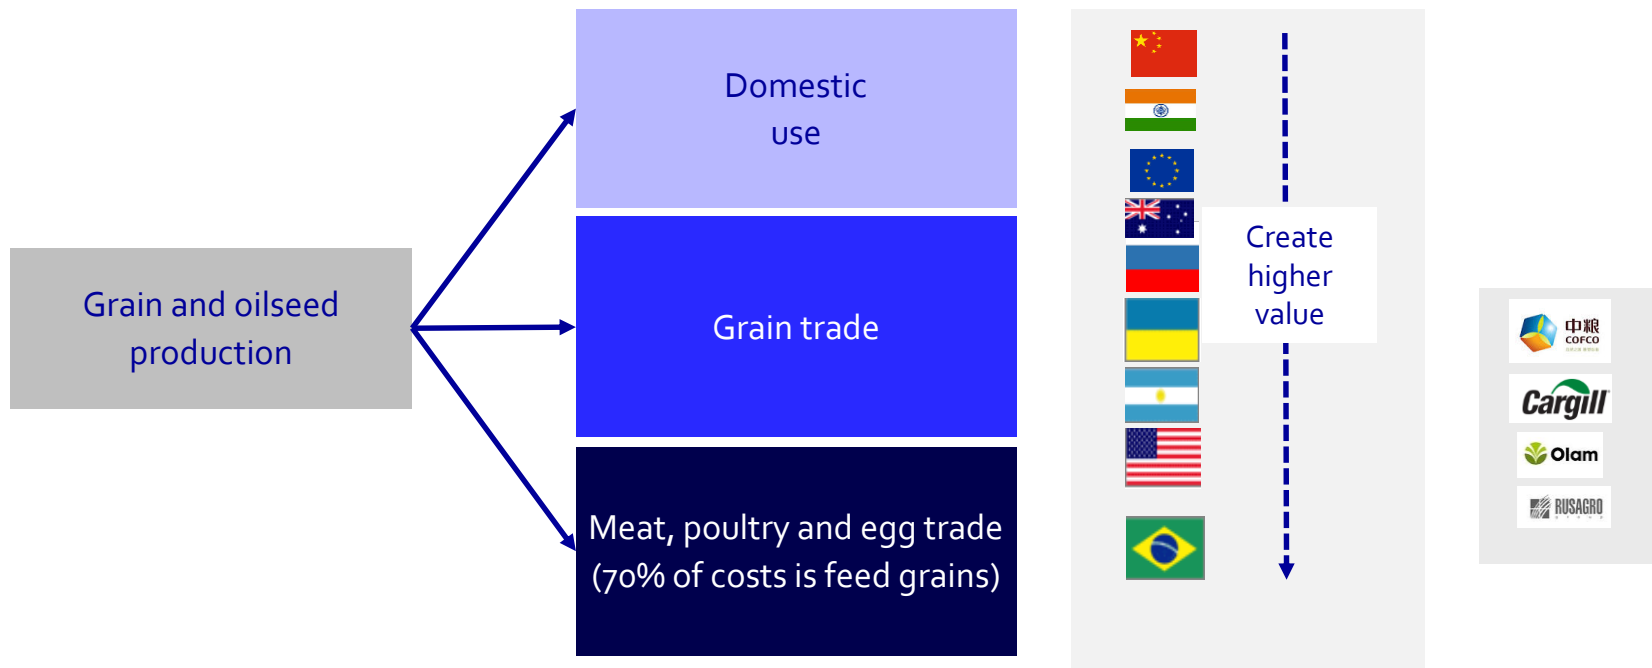 Domestic
use
Grain and oilseed
production
Grain trade
Meat, poultry and egg trade
(70% of costs is feed grains)
Create
higher
value
中粮
COFCO
Cargill
Olam
RUSAGRO